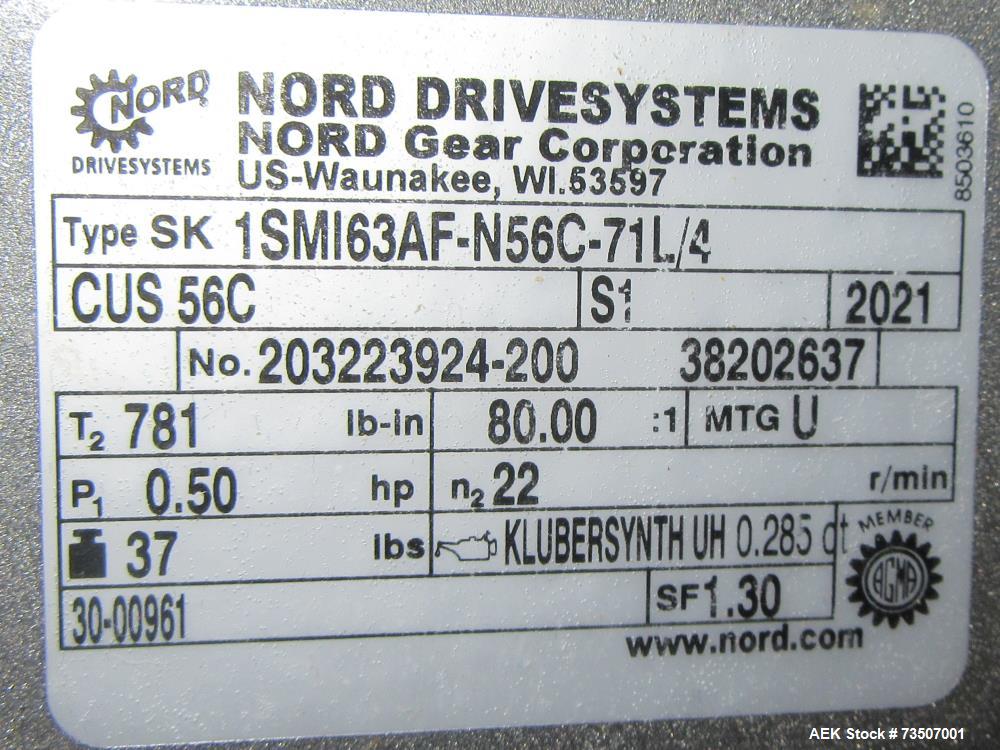 NORD
DRIVESYSTEMS
NORD DRIVESYSTEMS
NORD Gear Corporation
US-Waunakee, WI.53597
8503610
Type SK 1SMI63AF-N56C-71L/4
CUS 56C S1 2021
No. 203223924-200 38202637
T2 781 lb-in 80.00 :1 MTG U
P1 0.50 hp n2 22 r/min
37 lbs KLUBERSYNTH UH 0.285 qt
MEMBER
AGMA
30-00961 SF 1.30
www.nord.com
AEK Stock # 73507001